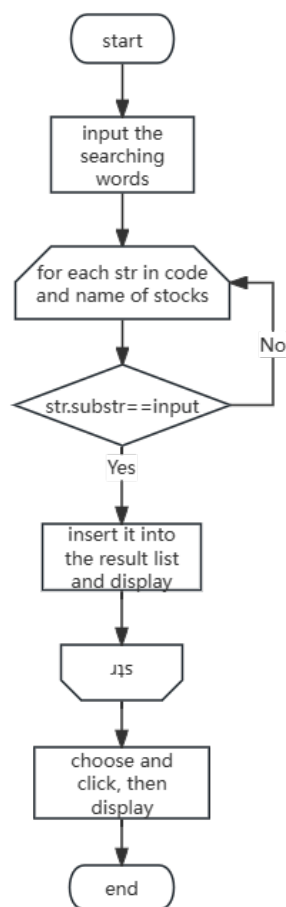 start
input the
searching
words
for each str in code
and name of stocks
No
str.substr==input
Yes
insert it into
the result list
and display
str
choose and
click, then
display
end